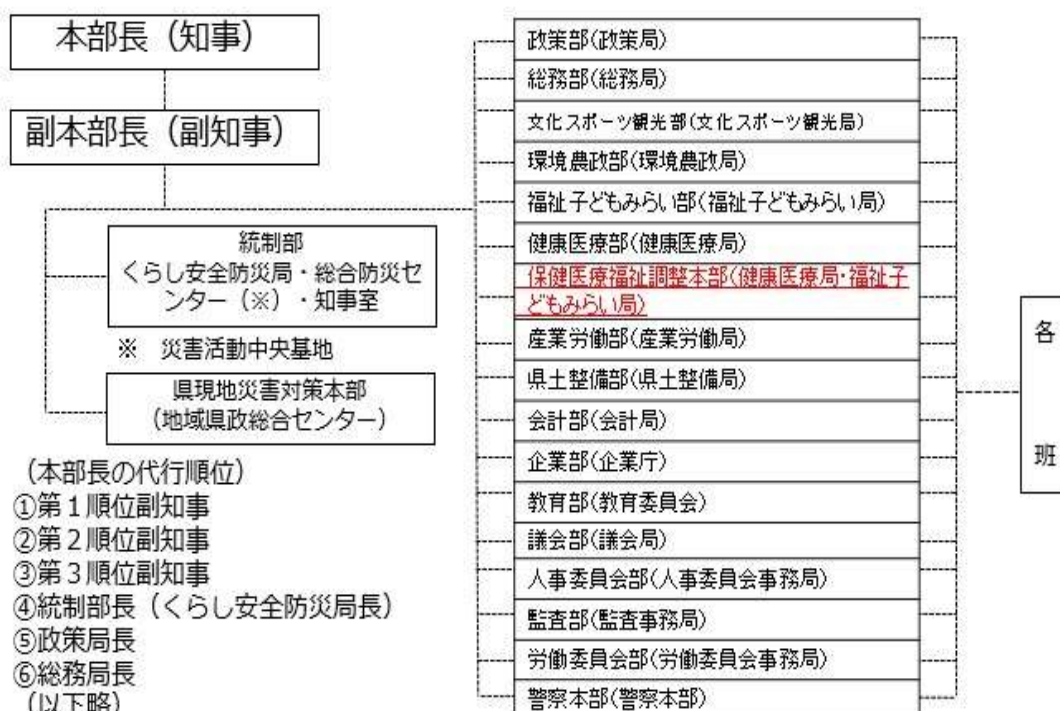 本部長（知事）
副本部長（副知事）
統制部
くらし安全防災局・総合防災セ
ンター（※）・知事室
※　災害活動中央基地
県現地災害対策本部
（地域県政総合センター）
（本部長の代行順位）
①第１順位副知事
②第２順位副知事
③第３順位副知事
④統制部長（くらし安全防災局長）
⑤政策局長
⑥総務局長
（以下略）
政策部(政策局)
総務部(総務局)
文化スポーツ観光部(文化スポーツ観光局)
環境農政部(環境農政局)
福祉子どもみらい部(福祉子どもみらい局)
健康医療部(健康医療局)
保健医療福祉調整本部(健康医療局・福祉子
どもみらい局)
産業労働部(産業労働局)
県土整備部(県土整備局)
会計部(会計局)
企業部(企業庁)
教育部(教育委員会)
議会部(議会局)
人事委員会部(人事委員会事務局)
監査部(監査事務局)
労働委員会部(労働委員会事務局)
警察本部(警察本部)
各
班